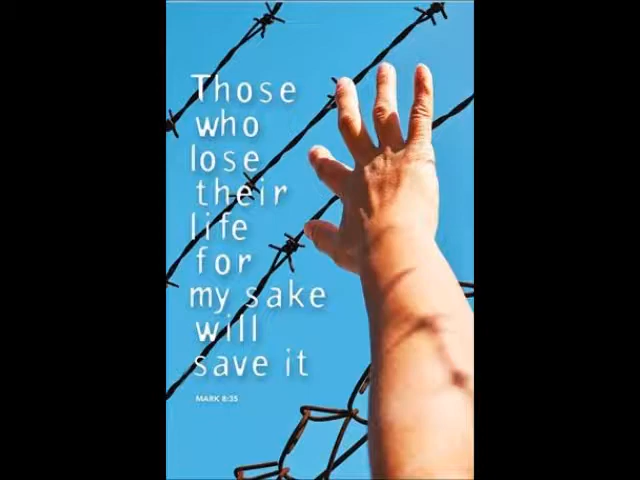 Those
who
lose
their
life
for
my sake
will
save it
MARK 8:35